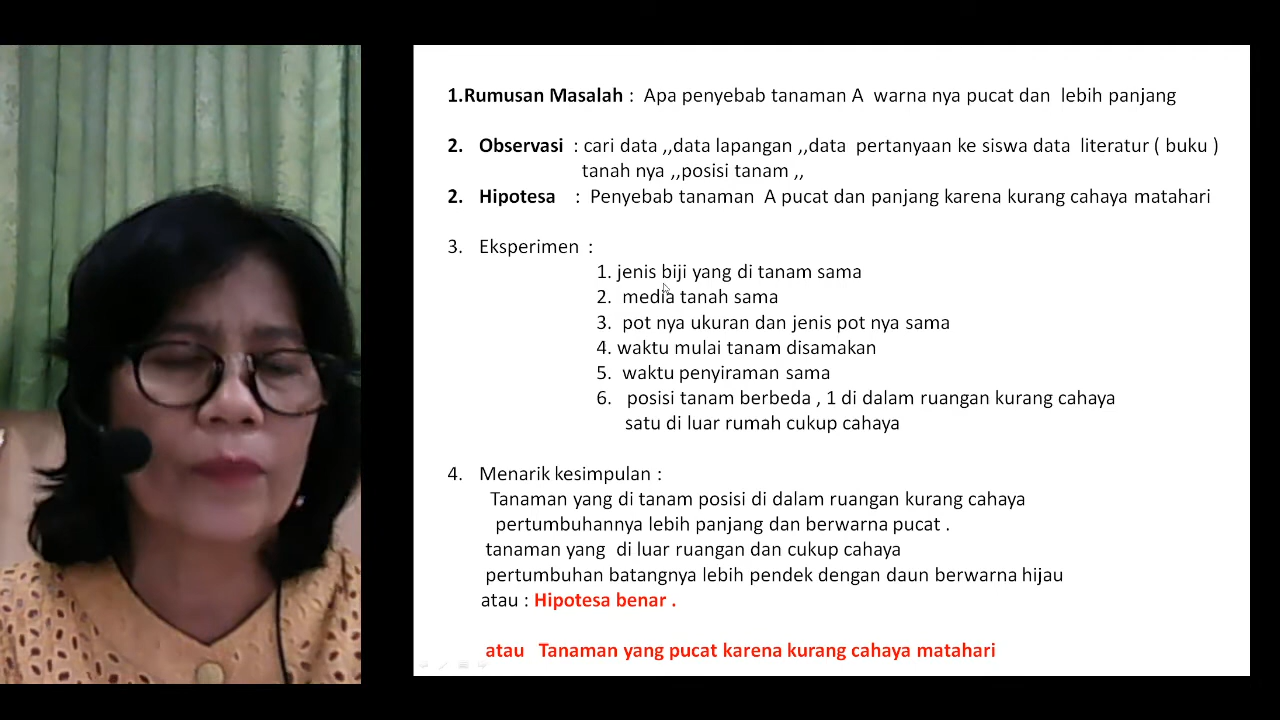 1.Rumusan Masalah : Apa penyebab tanaman A warna nya pucat dan lebih panjang
2. Observasi : cari data ,,data lapangan ,,data pertanyaan ke siswa data literatur ( buku )
tanah nya ,,posisi tanam ,,
2. Hipotesa : Penyebab tanaman A pucat dan panjang karena kurang cahaya matahari
3. Eksperimen :
1. jenis biji yang di tanam sama
2. media tanah sama
3. pot nya ukuran dan jenis pot nya sama
4. waktu mulai tanam disamakan
5. waktu penyiraman sama
6. posisi tanam berbeda , 1 di dalam ruangan kurang cahaya
satu di luar rumah cukup cahaya
4. Menarik kesimpulan :
Tanaman yang di tanam posisi di dalam ruangan kurang cahaya
pertumbuhannya lebih panjang dan berwarna pucat .
tanaman yang di luar ruangan dan cukup cahaya
pertumbuhan batangnya lebih pendek dengan daun berwarna hijau
atau : Hipotesa benar .
atau Tanaman yang pucat karena kurang cahaya matahari